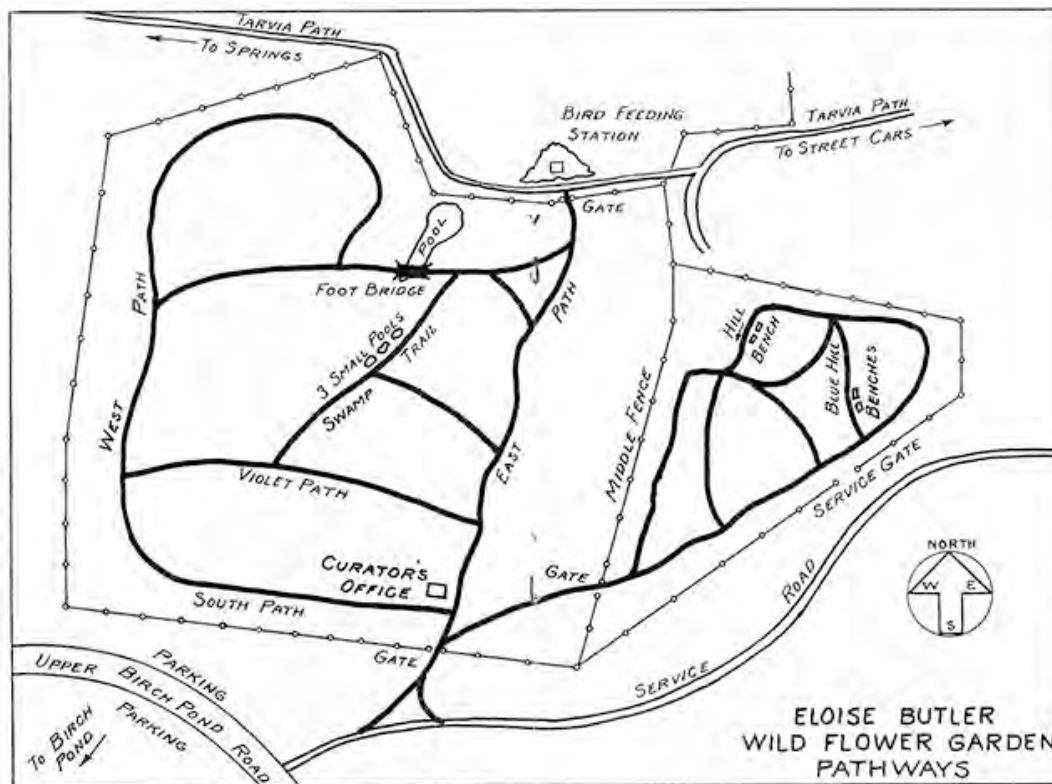 TARVIA PATH
TO SPRINGS
BIRD FEEDING
STATION
TARVIA PATH
TO STREET CARS
GATE
POOL
FOOT BRIDGE
PATH
WEST
3 SMALL POOLS
SWAMP TRAIL
EAST PATH
MIDDLE FENCE
HILL
BENCH
BLUE HILL
BENCHES
VIOLET PATH
SERVICE GATE
CURATOR'S
OFFICE
GATE
SOUTH PATH
GATE
NORTH
W E
S
SERVICE ROAD
PARKING
UPPER BIRCH POND ROAD
PARKING
TO BIRCH
POND
ELOISE BUTLER
WILD FLOWER GARDEN
PATHWAYS